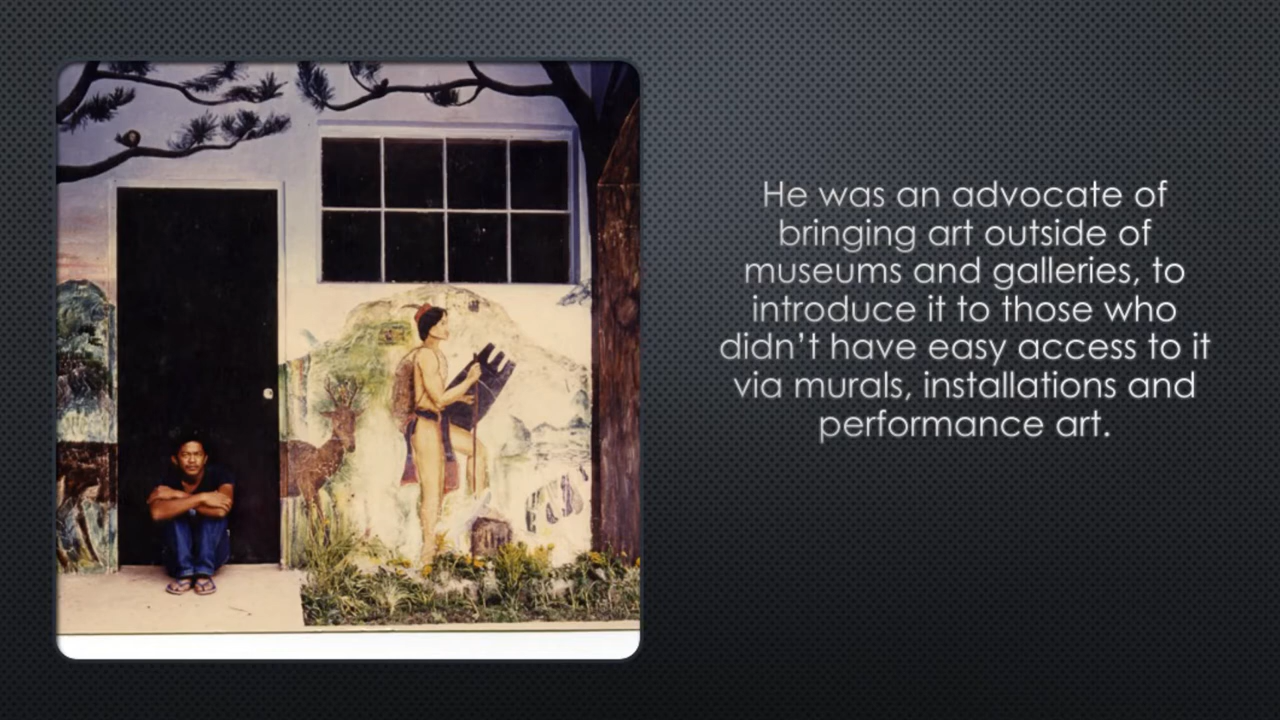 He was an advocate of
bringing art outside of
museums and galleries, to
introduce it to those who
didn’t have easy access to it
via murals, installations and
performance art.